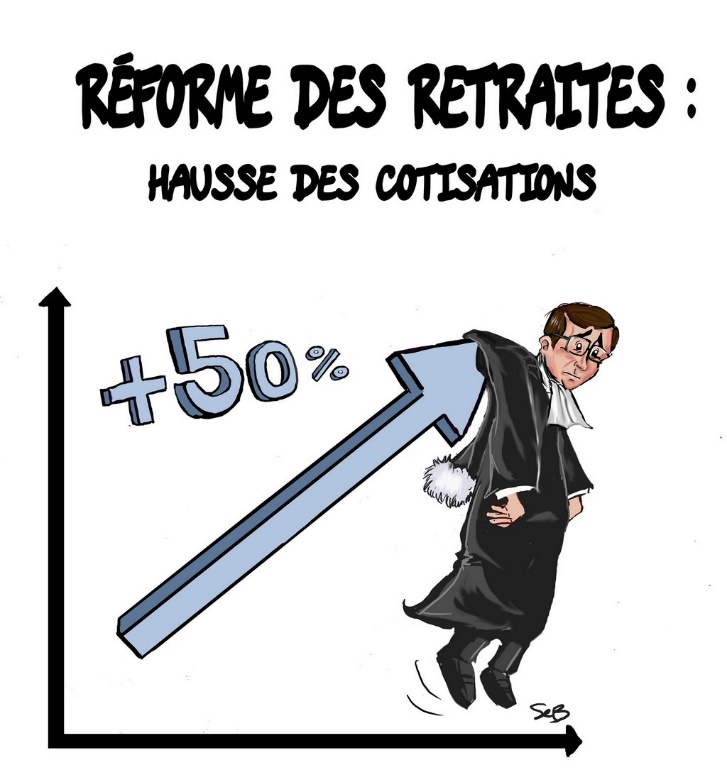 RÉFORME DES RETRAITES :
HAUSSE DES COTISATIONS
+50%
SeB